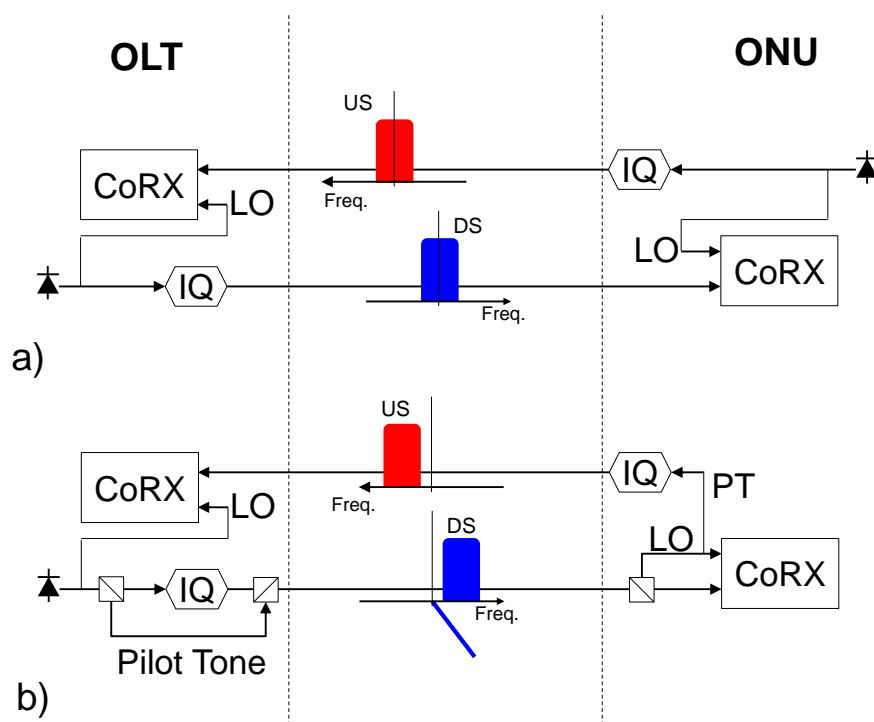 OLT
ONU
US
IQ
CoRX
LO
Freq.
DS
LO
CoRX
IQ
Freq.
a)
US
IQ
PT
CoRX
LO
Freq.
DS
LO
CoRX
IQ
Freq.
Pilot Tone
b)